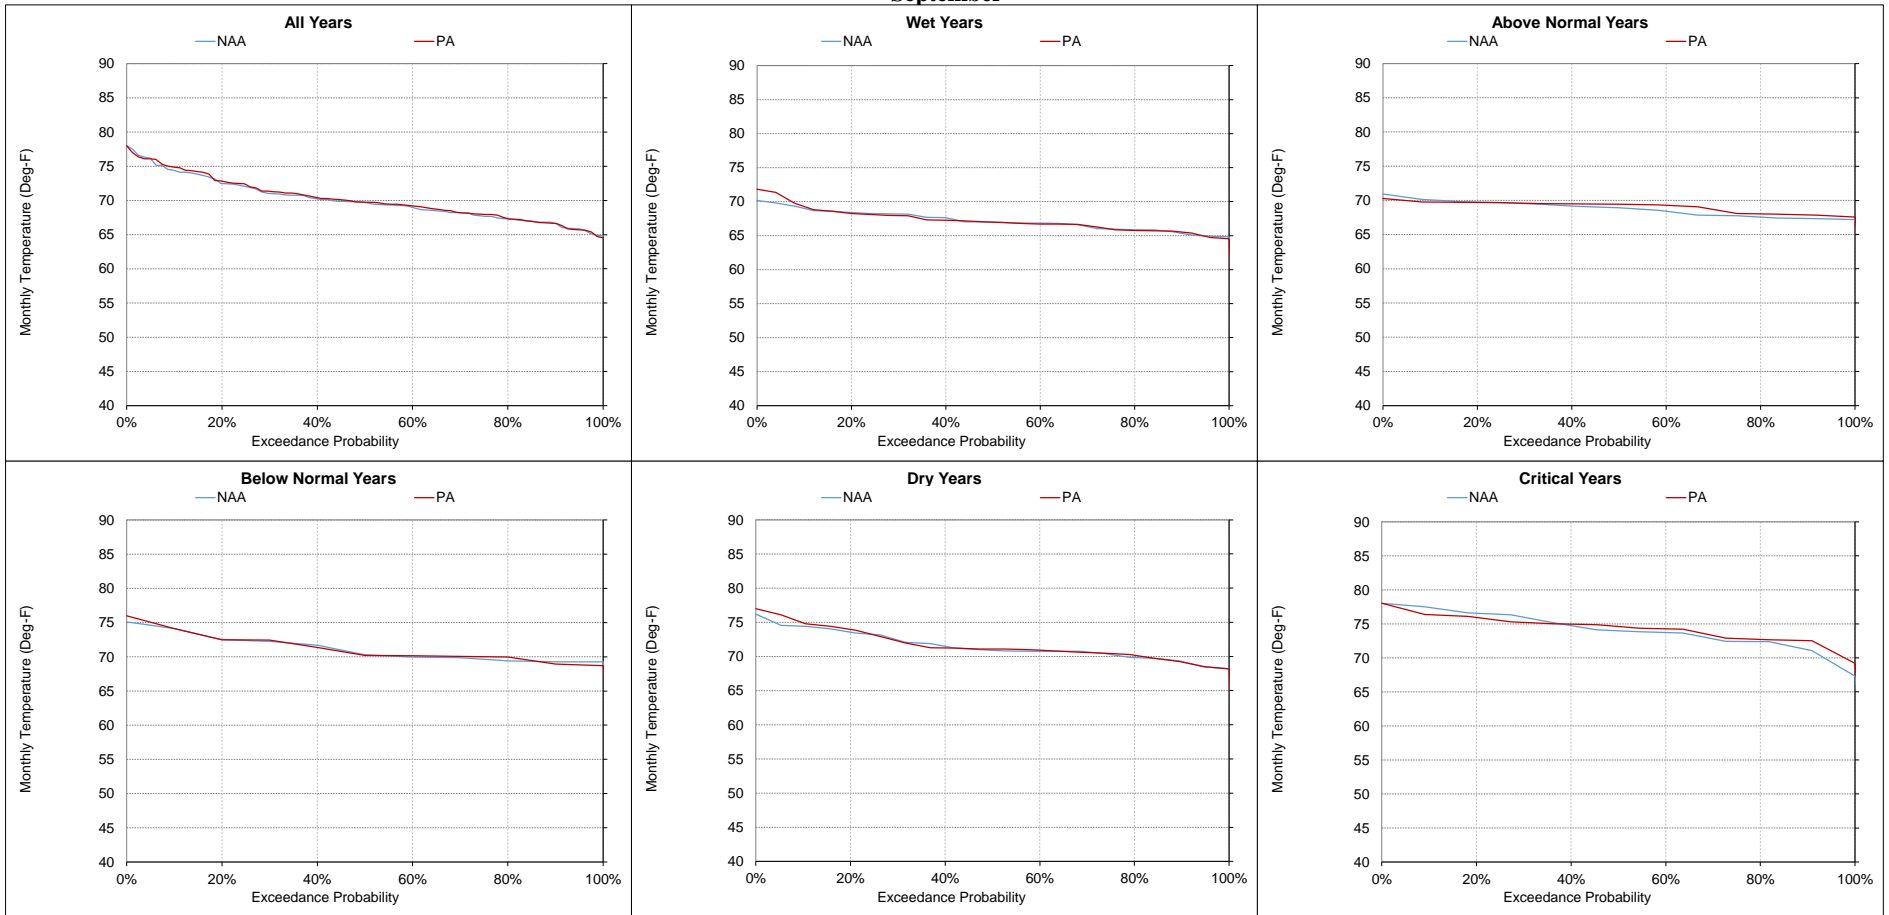 September
All Years
NAA PA
90
85
80
75
70
65
60
55
50
45
40
0% 20% 40% 60% 80% 100%
Monthly Temperature (Deg-F)
Exceedance Probability
Wet Years
NAA PA
90
85
80
75
70
65
60
55
50
45
40
0% 20% 40% 60% 80% 100%
Monthly Temperature (Deg-F)
Exceedance Probability
Above Normal Years
NAA PA
90
85
80
75
70
65
60
55
50
45
40
0% 20% 40% 60% 80% 100%
Monthly Temperature (Deg-F)
Exceedance Probability
Below Normal Years
NAA PA
90
85
80
75
70
65
60
55
50
45
40
0% 20% 40% 60% 80% 100%
Monthly Temperature (Deg-F)
Exceedance Probability
Dry Years
NAA PA
90
85
80
75
70
65
60
55
50
45
40
0% 20% 40% 60% 80% 100%
Monthly Temperature (Deg-F)
Exceedance Probability
Critical Years
NAA PA
90
85
80
75
70
65
60
55
50
45
40
0% 20% 40% 60% 80% 100%
Monthly Temperature (Deg-F)
Exceedance Probability